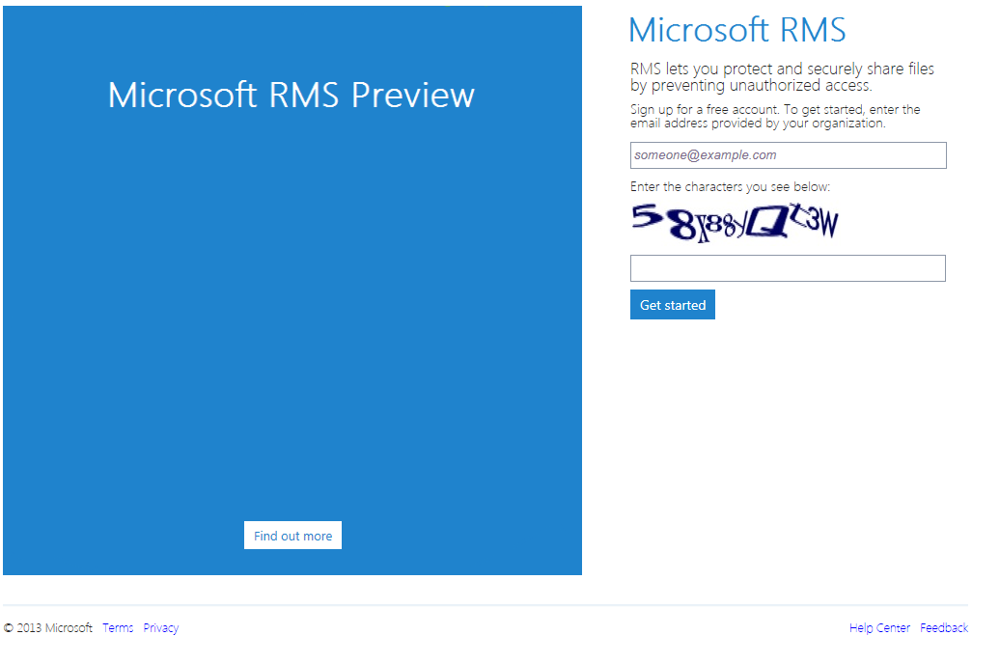 Microsoft RMS Preview
Find out more
Microsoft RMS
RMS lets you protect and securely share files
by preventing unauthorized access.
Sign up for a free account. To get started, enter the
email address provided by your organization.
someone@example.com
Enter the characters you see below:
Get started
© 2013 Microsoft Terms Privacy
Help Center Feedback